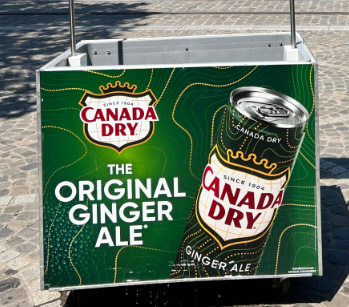 SINCE 1904
CANADA
DRY
THE
ORIGINAL
GINGER
ALE*
CANADA DRY
SINCE 1904
CANADA
DRY
GINGER ALE